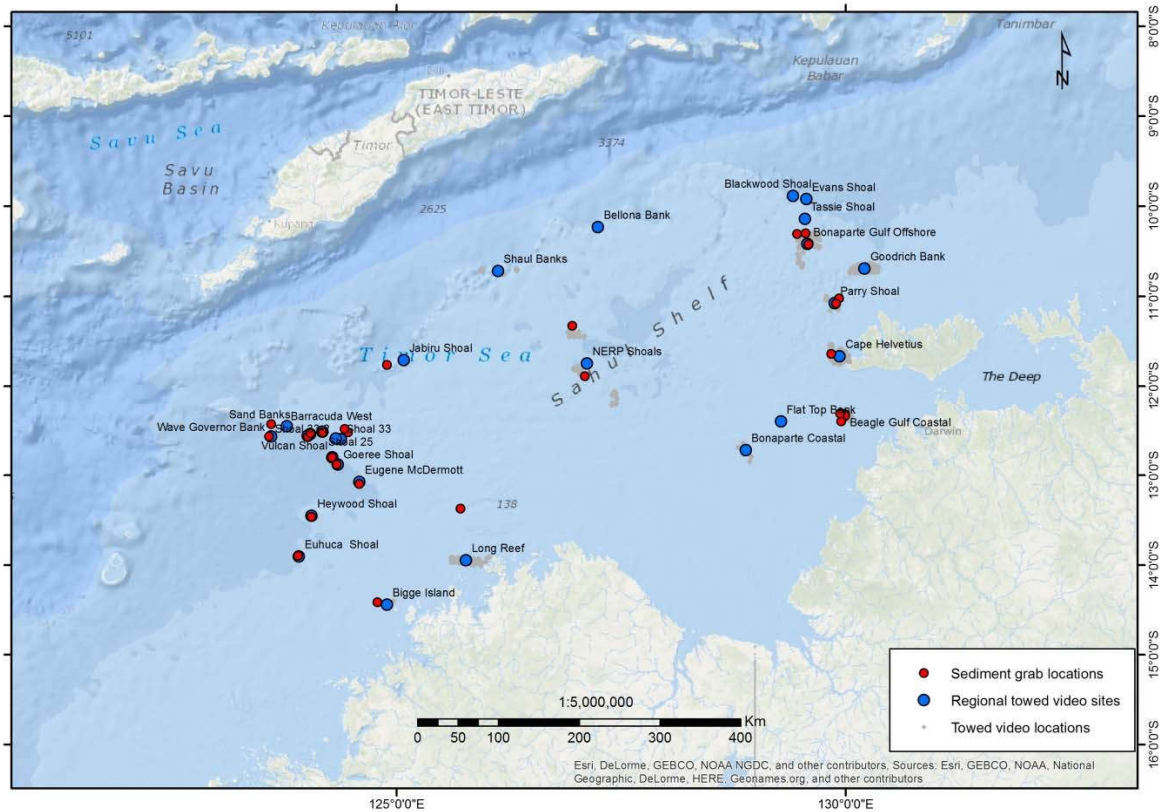 Kepulauan Alor
Tanimbar
8°0'0"S
5101
N
Kepulauan
Babar
Dili
TIMOR-LESTE
(EAST TIMOR)
9°0'0"S
Savu Sea
Timor
3374
Savu
Basin
Blackwood Shoal
Evans Shoal
10°0'0"S
2625
Kupang
Tassie Shoal
Bellona Bank
Bonaparte Gulf Offshore
Shaul Banks
Goodrich Bank
11°0'0"S
Parry Shoal
Sahul Shelf
Jabiru Shoal
Timor Sea
NERP Shoals
Cape Helvetius
The Deep
12°0'0"S
Sand Banks
Barracuda West
Flat Top Bank
Wave Governor Bank
Shoal 33
Beagle Gulf Coastal
Darwin
Vulcan Shoal
Shoal 25
Bonaparte Coastal
Goeree Shoal
Eugene McDermott
13°0'0"S
Heywood Shoal
138
Euhuca Shoal
Long Reef
14°0'0"S
Bigge Island
15°0'0"S
Sediment grab locations
1:5,000,000
Regional towed video sites
Km
0 50 100 200 300 400
Towed video locations
16°0'0"S
Esri, DeLorme, GEBCO, NOAA NGDC, and other contributors, Sources: Esri, GEBCO, NOAA, National
Geographic, DeLorme, HERE, Geonames.org, and other contributors
125°0'0"E
130°0'0"E